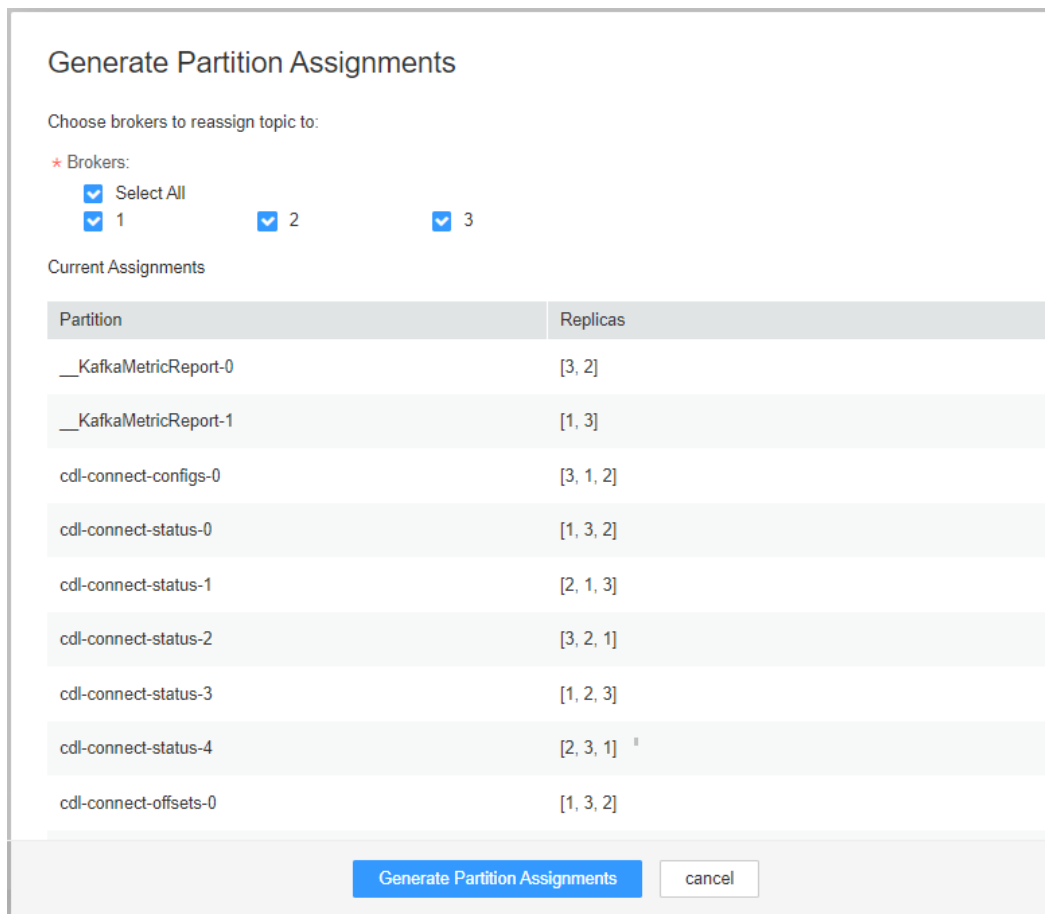 Generate Partition Assignments
Choose brokers to reassign topic to:
* Brokers:
Select All
1 2 3
Current Assignments
Partition Replicas
__KafkaMetricReport-0 [3, 2]
__KafkaMetricReport-1 [1, 3]
cdl-connect-configs-0 [3, 1, 2]
cdl-connect-status-0 [1, 3, 2]
cdl-connect-status-1 [2, 1, 3]
cdl-connect-status-2 [3, 2, 1]
cdl-connect-status-3 [1, 2, 3]
cdl-connect-status-4 [2, 3, 1]
cdl-connect-offsets-0 [1, 3, 2]
Generate Partition Assignments cancel